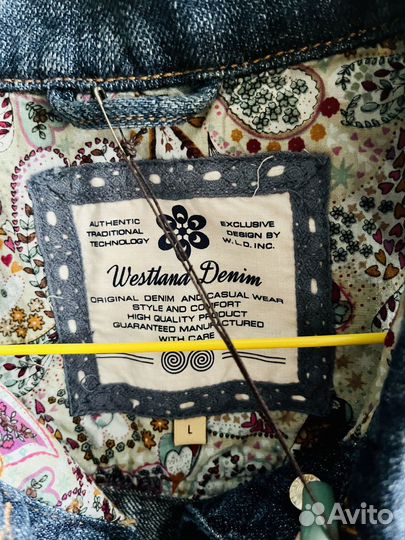 AUTHENTIC
TRADITIONAL
TECHNOLOGY
EXCLUSIVE
DESIGN BY
W.L.D. INC.
Westland Denim
ORIGINAL DENIM AND CASUAL WEAR
STYLE AND COMFORT
HIGH QUALITY PRODUCT
GUARANTEED MANUFACTURED
WITH CARE
L
Avito